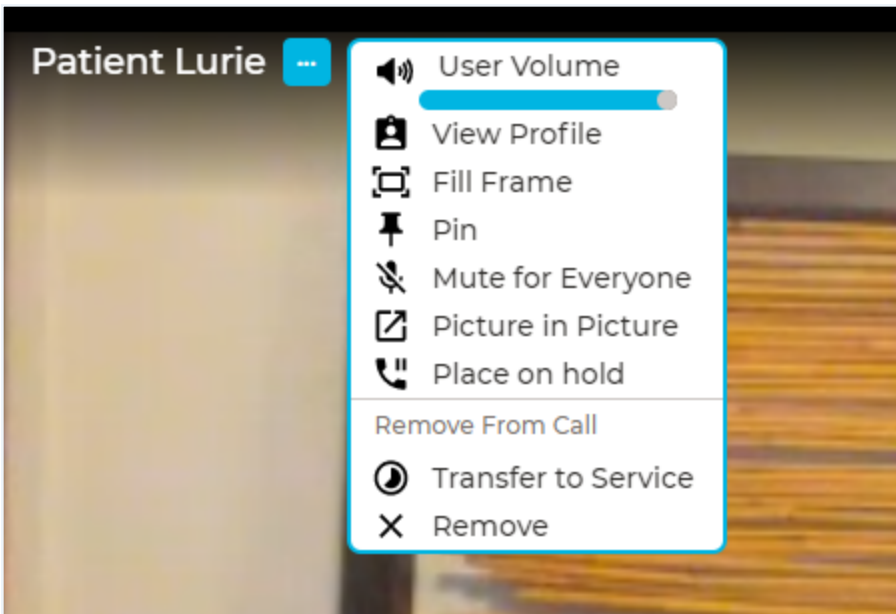 Patient Lurie ...
User Volume
View Profile
Fill Frame
Pin
Mute for Everyone
Picture in Picture
Place on hold
Remove From Call
Transfer to Service
Remove